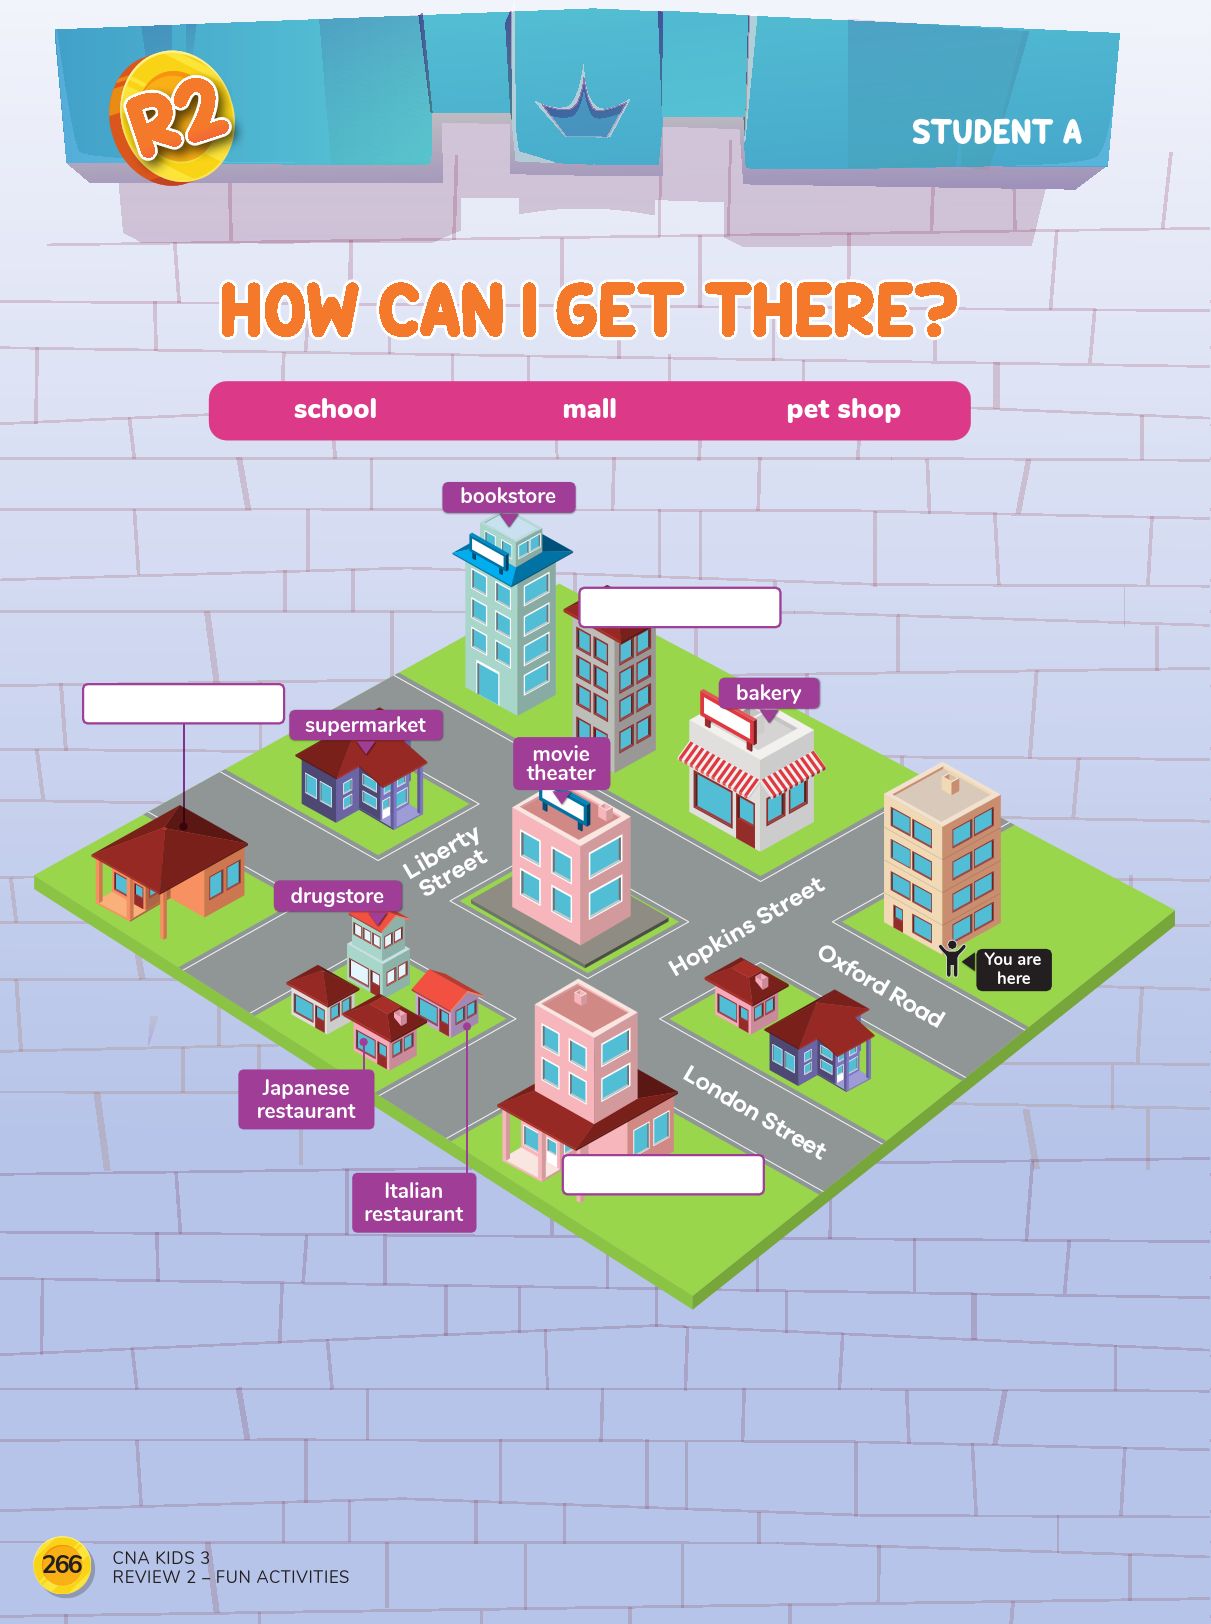 R2
STUDENT A
HOW CAN I GET THERE?
school mall pet shop
bookstore
bakery
supermarket
movie
theater
Liberty
Street
drugstore
Hopkins Street
Oxford Road
You are
here
London Street
Japanese
restaurant
Italian
restaurant
266
CNA KIDS 3
REVIEW 2 – FUN ACTIVITIES